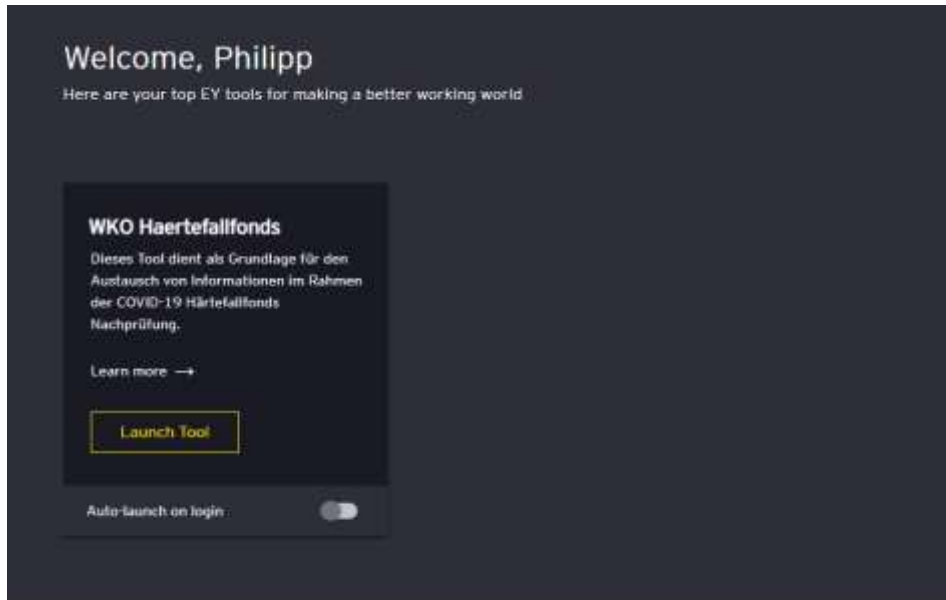 Welcome, Philipp
Here are your top EY tools for making a better working world
WKO Haertefallfonds
Dieses Tool dient als Grundlage für den
Austausch von Informationen im Rahmen
der COVID-19 Härtefallfonds
Nachprüfung.
Learn more →
Launch Tool
Auto-launch on login